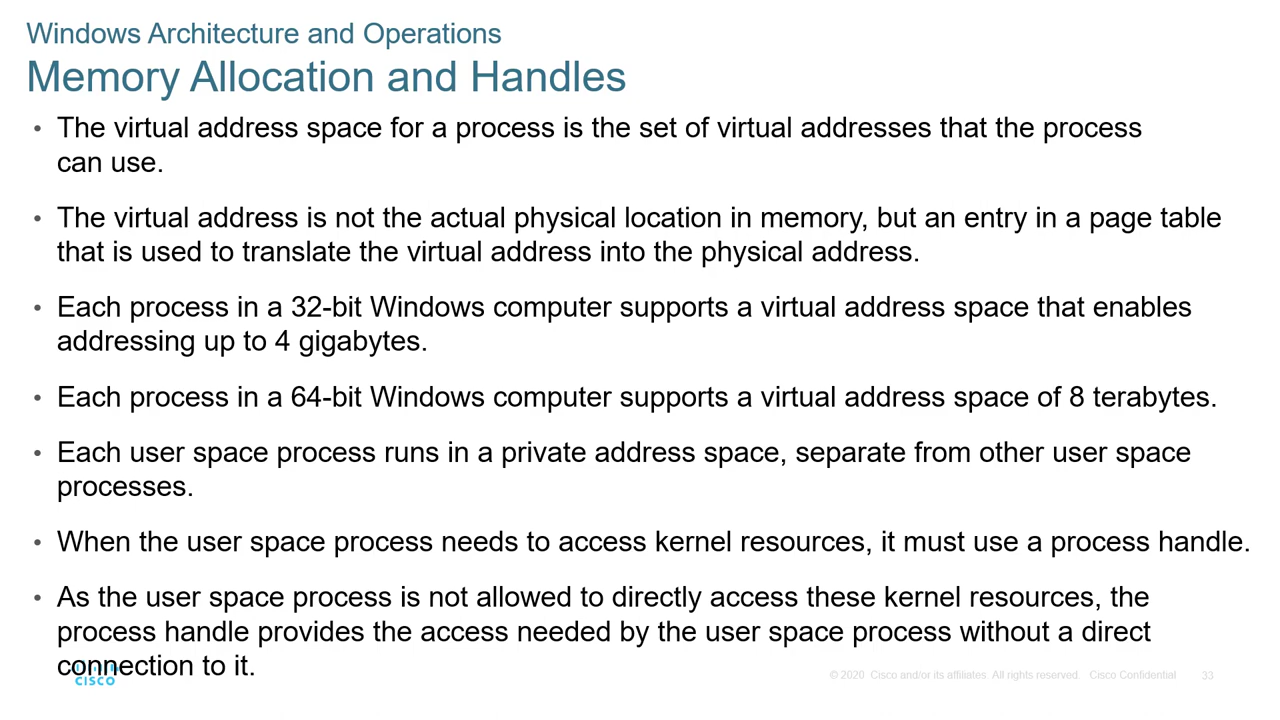 Windows Architecture and Operations
Memory Allocation and Handles
• The virtual address space for a process is the set of virtual addresses that the process
can use.
• The virtual address is not the actual physical location in memory, but an entry in a page table
that is used to translate the virtual address into the physical address.
• Each process in a 32-bit Windows computer supports a virtual address space that enables
addressing up to 4 gigabytes.
• Each process in a 64-bit Windows computer supports a virtual address space of 8 terabytes.
• Each user space process runs in a private address space, separate from other user space
processes.
• When the user space process needs to access kernel resources, it must use a process handle.
• As the user space process is not allowed to directly access these kernel resources, the
process handle provides the access needed by the user space process without a direct
connection to it.
CISCO
© 2020 Cisco and/or its affiliates. All rights reserved. Cisco Confidential 33